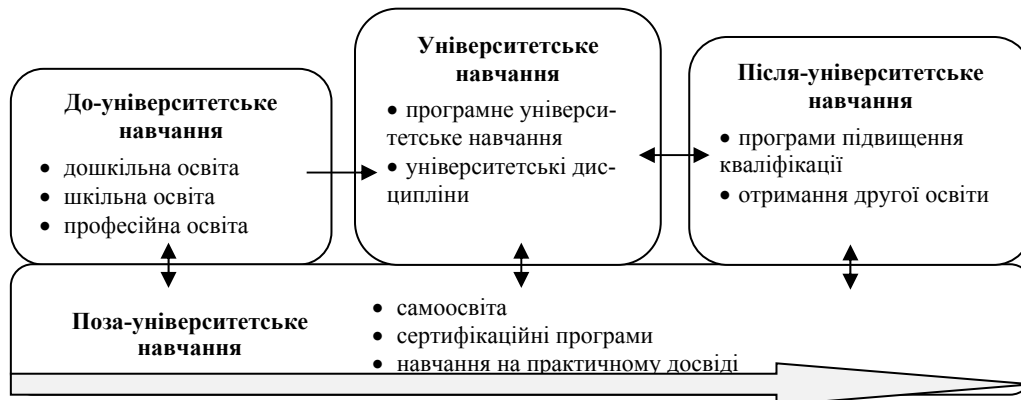 До-університетське
навчання
• дошкільна освіта
• шкільна освіта
• професійна освіта
Університетське
навчання
• програмне універси-
тетське навчання
• університетські дис-
ципліни
Після-університетське
навчання
• програми підвищення
кваліфікації
• отримання другої освіти
Поза-університетське
навчання
• самоосвіта
• сертифікаційні програми
• навчання на практичному досвіді